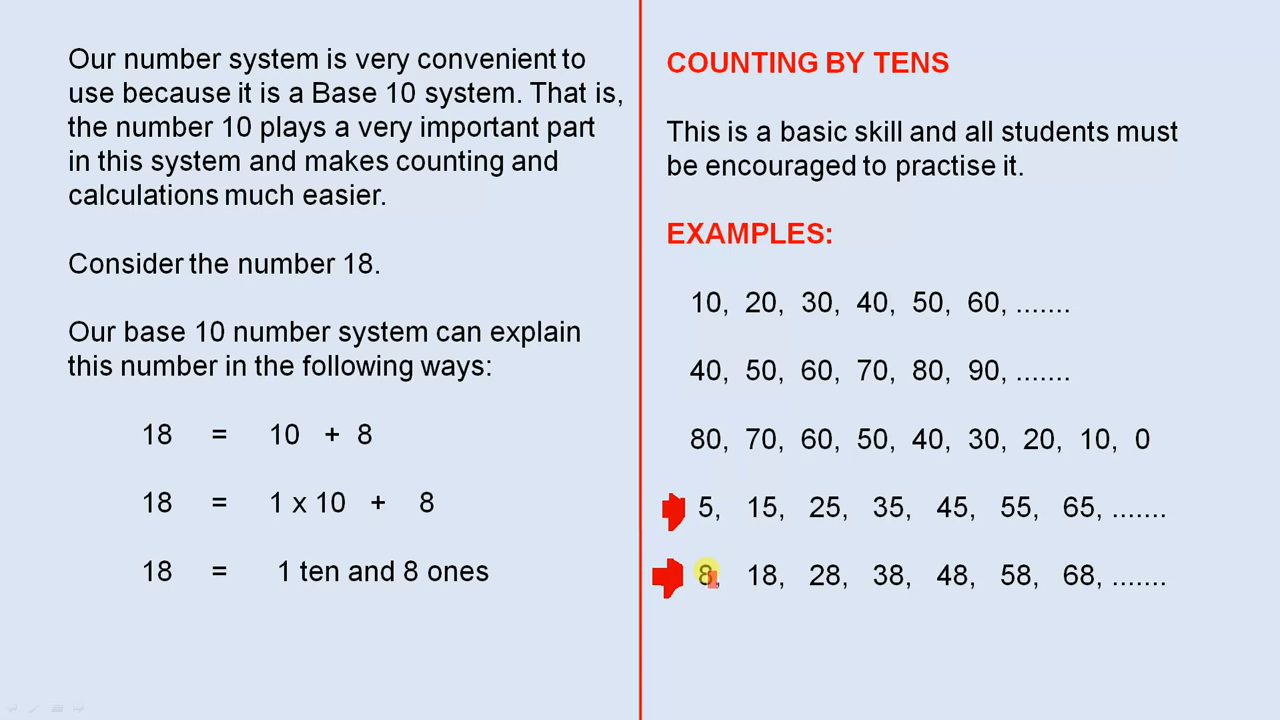 Our number system is very convenient to
use because it is a Base 10 system. That is,
the number 10 plays a very important part
in this system and makes counting and
calculations much easier.
Consider the number 18.
Our base 10 number system can explain
this number in the following ways:
18 = 10 + 8
18 = 1 x 10 + 8
18 = 1 ten and 8 ones
COUNTING BY TENS
This is a basic skill and all students must
be encouraged to practise it.
EXAMPLES:
10, 20, 30, 40, 50, 60, .......
40, 50, 60, 70, 80, 90, .......
80, 70, 60, 50, 40, 30, 20, 10, 0
5, 15, 25, 35, 45, 55, 65, .......
8, 18, 28, 38, 48, 58, 68, .......